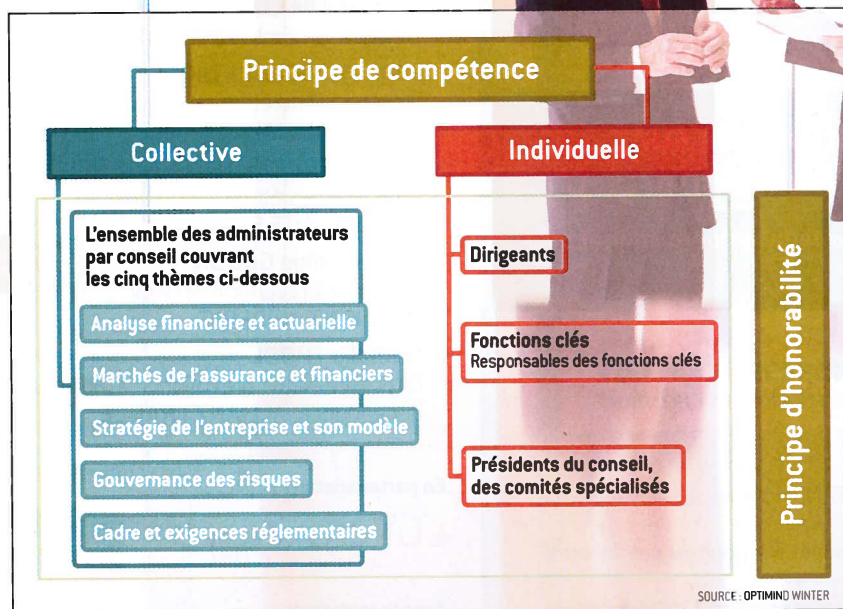 Principe de compétence
Collective
L'ensemble des administrateurs
par conseil couvrant
les cinq thèmes ci-dessous
Analyse financière et actuarielle
Marchés de l'assurance et financiers
Stratégie de l'entreprise et son modèle
Gouvernance des risques
Cadre et exigences réglementaires
Individuelle
Dirigeants
Fonctions clés
Responsables des fonctions clés
Présidents du conseil,
des comités spécialisés
Principe d'honorabilité
SOURCE : OPTIMIND WINTER